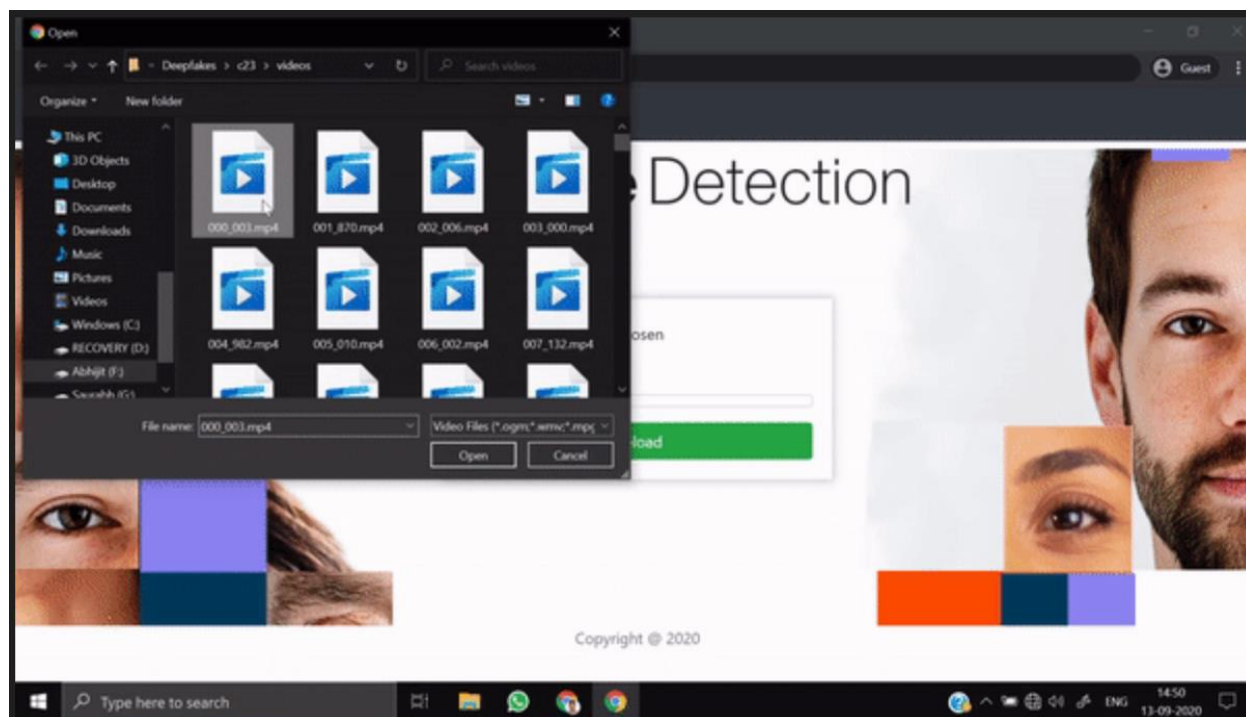 Open
Deepfakes > c23 > videos
Search videos
Guest
Organize
New folder
This PC
3D Objects
Desktop
Documents
Downloads
Music
Pictures
Videos
Windows (C:)
RECOVERY (D:)
Abhijit (F:)
Saurabh (G:)
000_003.mp4
001_870.mp4
002_006.mp4
003_000.mp4
004_982.mp4
005_010.mp4
006_002.mp4
007_132.mp4
File name: 000_003.mp4
Video Files (*.ogm;*.wmv;*.mpg
Open
Cancel
e Detection
osen
load
Copyright @ 2020
Type here to search
ENG
14:50
13-09-2020